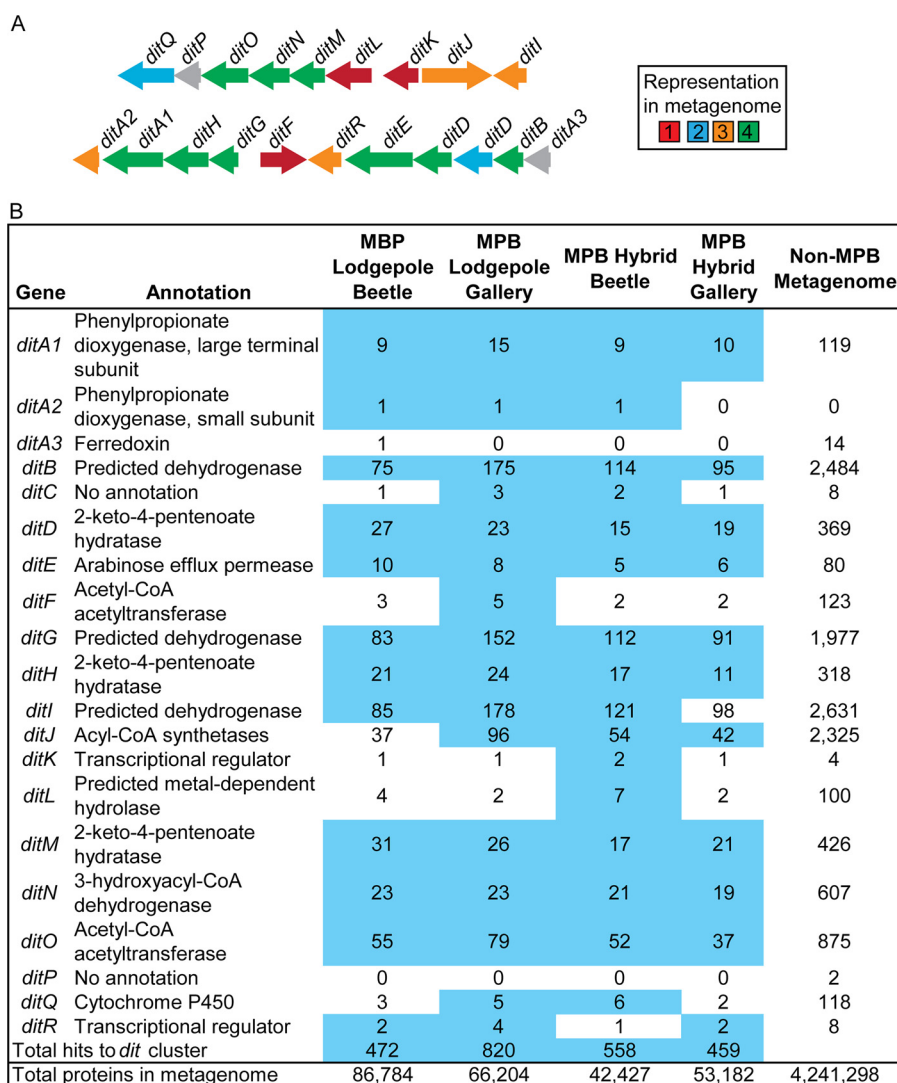 A
ditQ ditP ditO ditN ditM ditL ditK ditJ ditI
Representation
in metagenome
1 2 3 4
ditA2 ditA1 ditH ditG ditF ditR ditE ditD ditD ditB ditA3
B
Gene Annotation MBP Lodgepole Beetle MPB Lodgepole Gallery MPB Hybrid Beetle MPB Hybrid Gallery Non-MPB Metagenome
ditA1 Phenylpropionate dioxygenase, large terminal subunit 9 15 9 10 119
ditA2 Phenylpropionate dioxygenase, small subunit 1 1 1 0 0
ditA3 Ferredoxin 1 0 0 0 14
ditB Predicted dehydrogenase 75 175 114 95 2,484
ditC No annotation 1 3 2 1 8
ditD 2-keto-4-pentenoate hydratase 27 23 15 19 369
ditE Arabinose efflux permease 10 8 5 6 80
ditF Acetyl-CoA acetyltransferase 3 5 2 2 123
ditG Predicted dehydrogenase 83 152 112 91 1,977
ditH 2-keto-4-pentenoate hydratase 21 24 17 11 318
ditI Predicted dehydrogenase 85 178 121 98 2,631
ditJ Acyl-CoA synthetases 37 96 54 42 2,325
ditK Transcriptional regulator 1 1 2 1 4
ditL Predicted metal-dependent hydrolase 4 2 7 2 100
ditM 2-keto-4-pentenoate hydratase 31 26 17 21 426
ditN 3-hydroxyacyl-CoA dehydrogenase 23 23 21 19 607
ditO Acetyl-CoA acetyltransferase 55 79 52 37 875
ditP No annotation 0 0 0 0 2
ditQ Cytochrome P450 3 5 6 2 118
ditR Transcriptional regulator 2 4 1 2 8
Total hits to dit cluster 472 820 558 459
Total proteins in metagenome 86,784 66,204 42,427 53,182 4,241,298